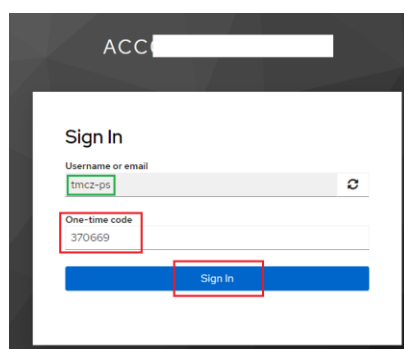 ACC
Sign In
Username or email
tmcz-ps
One-time code
370669
Sign In